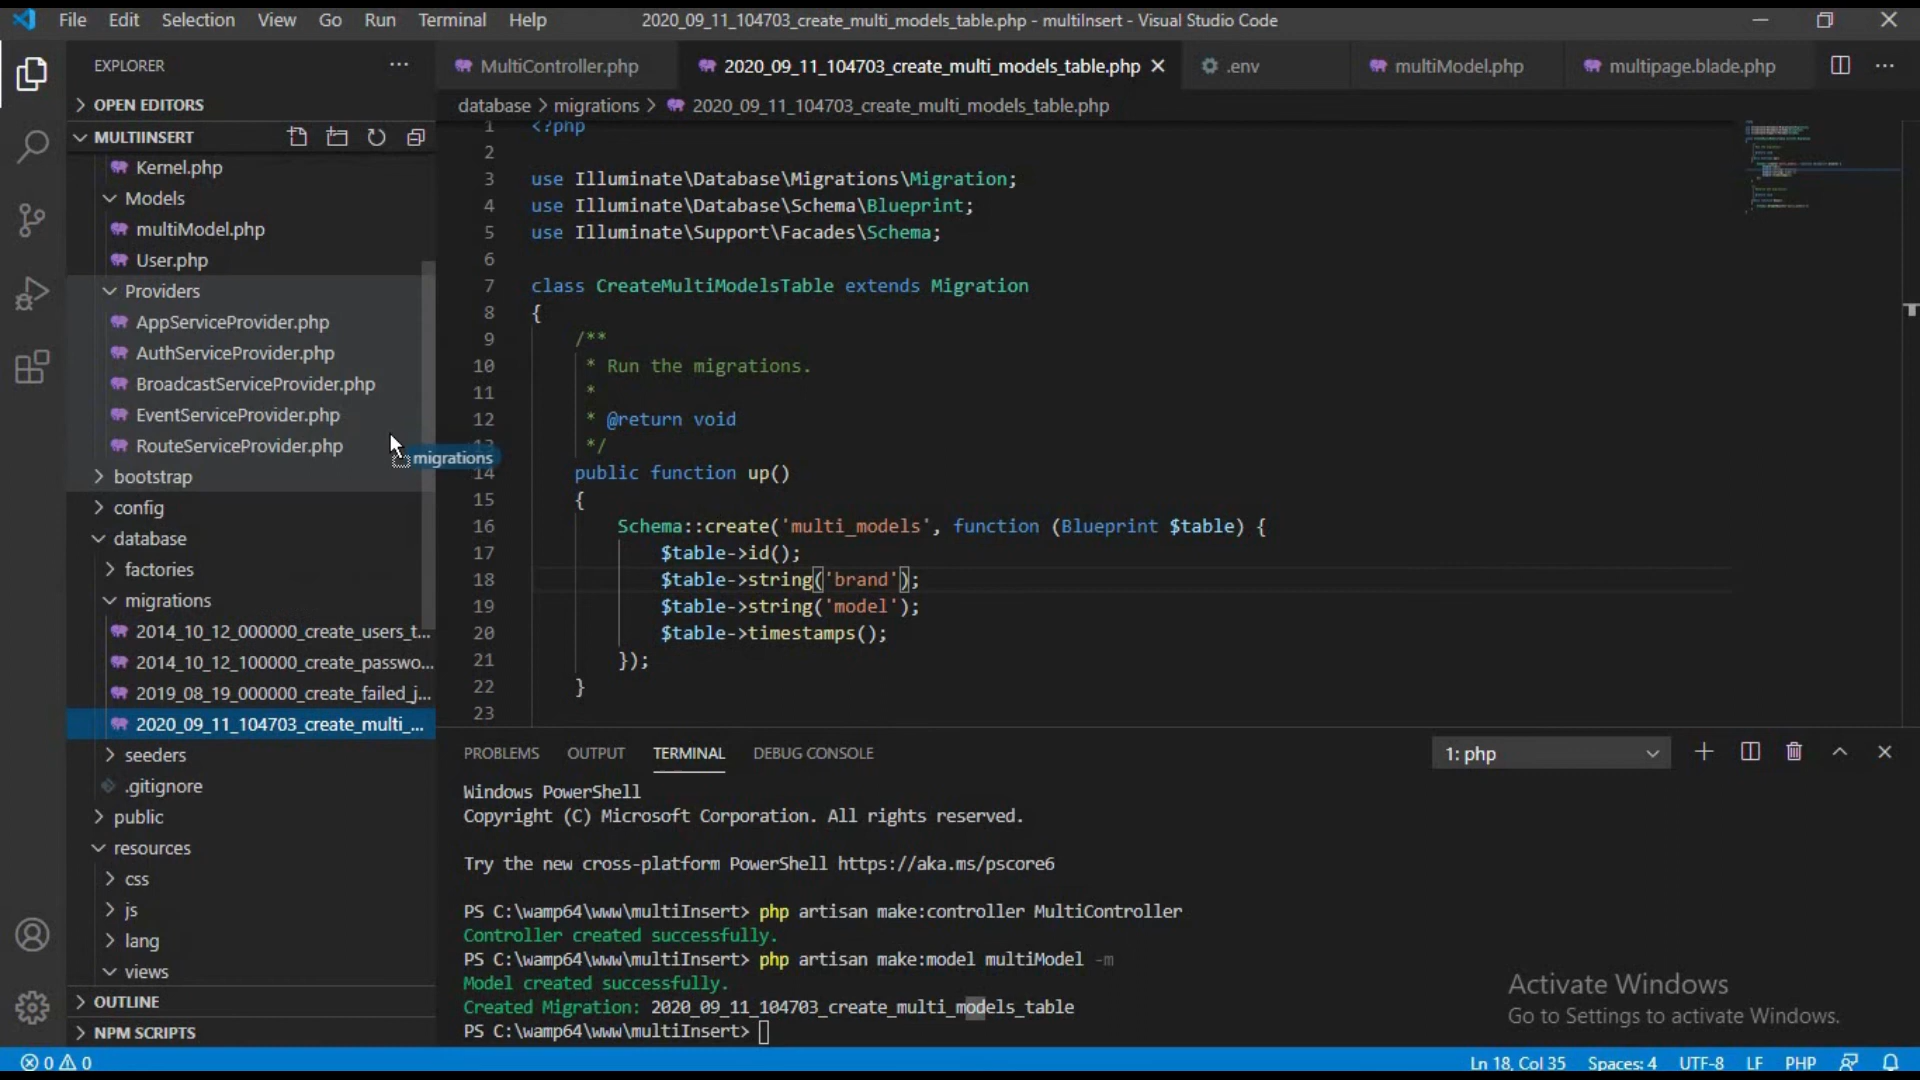 File Edit Selection View Go Run Terminal Help
2020_09_11_104703_create_multi_models_table.php - multiInsert - Visual Studio Code
EXPLORER
MultiController.php
2020_09_11_104703_create_multi_models_table.php
.env
multiModel.php
multipage.blade.php
OPEN EDITORS
database > migrations > 2020_09_11_104703_create_multi_models_table.php
MULTIINSERT
Kernel.php
Models
multiModel.php
User.php
Providers
AppServiceProvider.php
AuthServiceProvider.php
BroadcastServiceProvider.php
EventServiceProvider.php
RouteServiceProvider.php
migrations
bootstrap
config
database
factories
migrations
2014_10_12_000000_create_users_t...
2014_10_12_100000_create_passwo...
2019_08_19_000000_create_failed_j...
2020_09_11_104703_create_multi_...
seeders
.gitignore
public
resources
css
js
lang
views
OUTLINE
NPM SCRIPTS
1 <?php
2
3 use Illuminate\Database\Migrations\Migration;
4 use Illuminate\Database\Schema\Blueprint;
5 use Illuminate\Support\Facades\Schema;
6
7 class CreateMultiModelsTable extends Migration
8 {
9 /**
10 * Run the migrations.
11 *
12 * @return void
13 */
14 public function up()
15 {
16 Schema::create('multi_models', function (Blueprint $table) {
17 $table->id();
18 $table->string('brand');
19 $table->string('model');
20 $table->timestamps();
21 });
22 }
23
PROBLEMS OUTPUT TERMINAL DEBUG CONSOLE
1: php
Windows PowerShell
Copyright (C) Microsoft Corporation. All rights reserved.
Try the new cross-platform PowerShell https://aka.ms/pscore6
PS C:\wamp64\www\multiInsert> php artisan make:controller MultiController
Controller created successfully.
PS C:\wamp64\www\multiInsert> php artisan make:model multiModel -m
Model created successfully.
Created Migration: 2020_09_11_104703_create_multi_models_table
PS C:\wamp64\www\multiInsert>
Activate Windows
Go to Settings to activate Windows.
0 0
Ln 18, Col 35 Spaces: 4 UTF-8 LF PHP